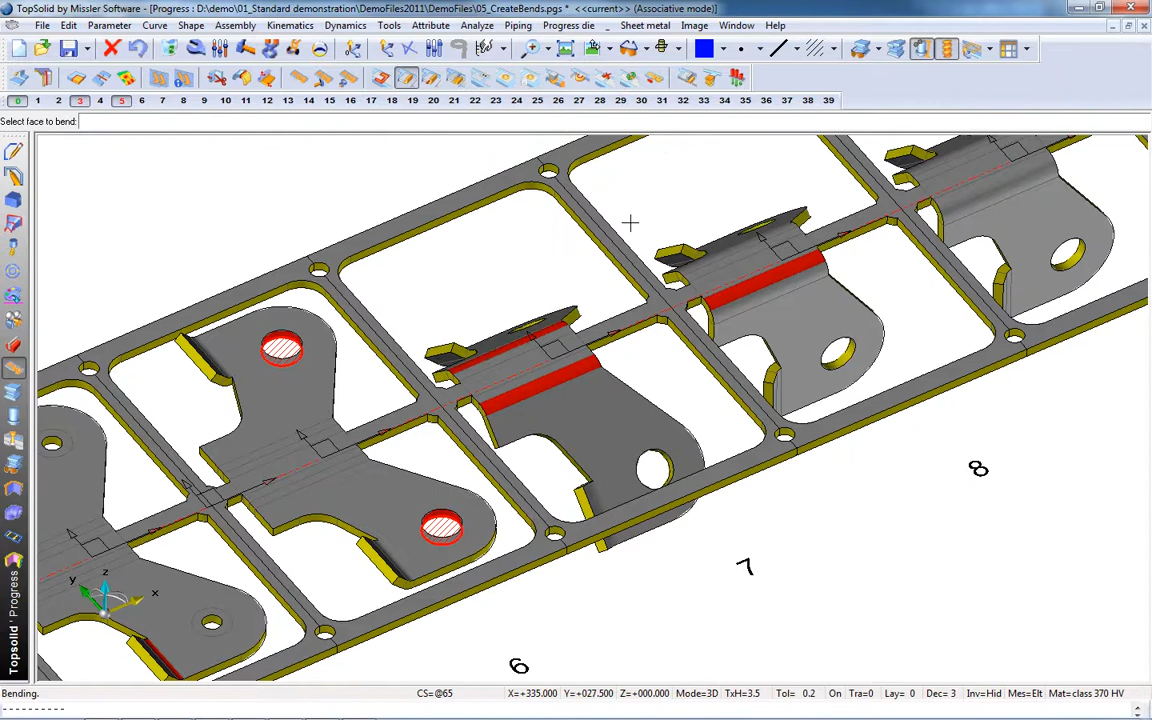 TopSolid by Missler Software - [Progress : D:\demo\01_Standard demonstration\DemoFiles2011\DemoFiles\05_CreateBends.pgs * <<current>> (Associative mode)]
File Edit Parameter Curve Shape Assembly Kinematics Dynamics Tools Attribute Analyze Piping Progress die _ Sheet metal ? Window
0 1 2 3 4 5 6 7 8 9 10 11 12 13 14 15 16 17 18 19 20 21 22 23 24 25 26 27 28 29 30 31 32 33 34 35 36 37 38 39
Select face to bend:
8
7
6
z
y
x
Topsolid ' Progress
Bending. CS=@65 X=+335.000 Y=+027.500 Z=+000.000 Mode=3D TxH=3.5 Tol= 0.2 On Tra=0 Lay= 0 Dec= 3 Inv=Hid Mes=Elt Mat=class 370 HV
----------